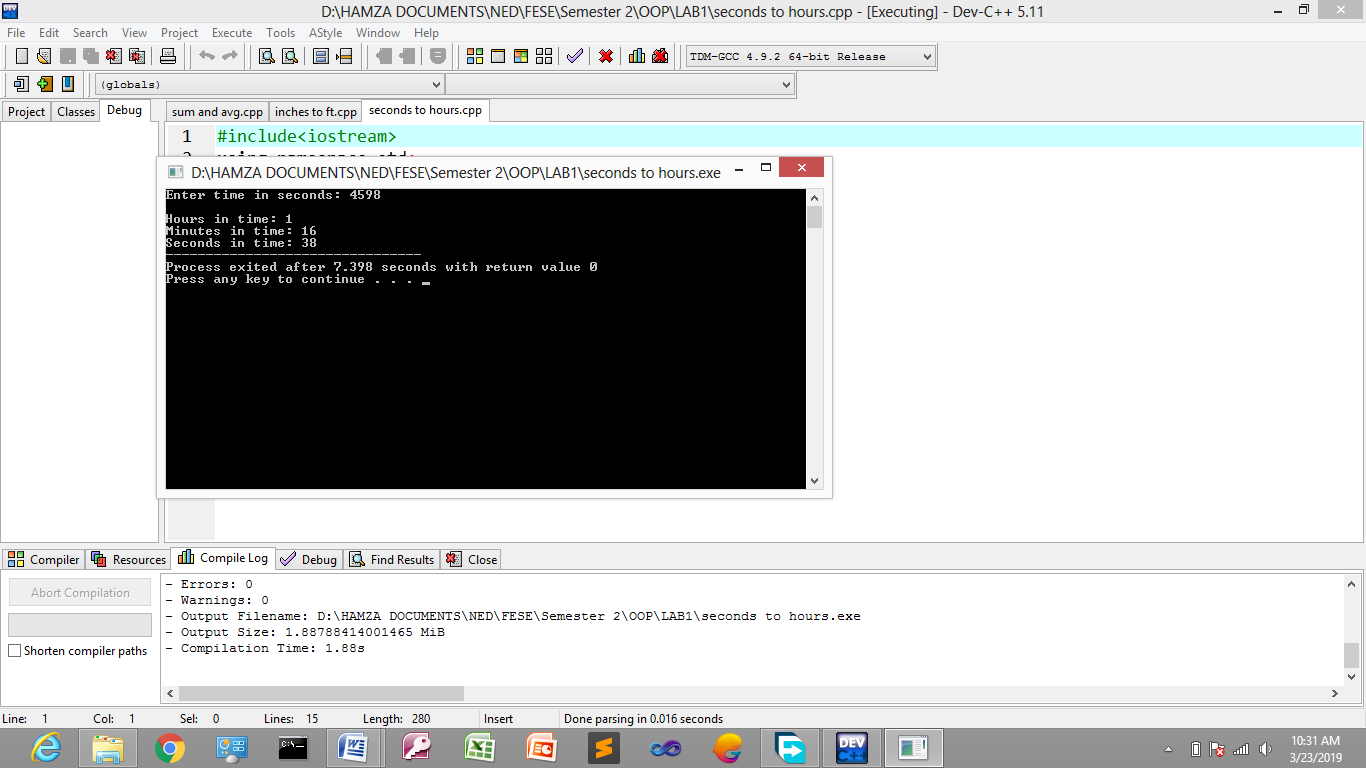 D:\HAMZA DOCUMENTS\NED\FESE\Semester 2\OOP\LAB1\seconds to hours.cpp - [Executing] - Dev-C++ 5.11
File Edit Search View Project Execute Tools AStyle Window Help
TDM-GCC 4.9.2 64-bit Release
(globals)
Project Classes Debug sum and avg.cpp inches to ft.cpp seconds to hours.cpp
1 #include<iostream>
D:\HAMZA DOCUMENTS\NED\FESE\Semester 2\OOP\LAB1\seconds to hours.exe
Enter time in seconds: 4598
Hours in time: 1
Minutes in time: 16
Seconds in time: 38
--------------------------------
Process exited after 7.398 seconds with return value 0
Press any key to continue . . . _
Compiler Resources Compile Log Debug Find Results Close
Abort Compilation
Shorten compiler paths
- Errors: 0
- Warnings: 0
- Output Filename: D:\HAMZA DOCUMENTS\NED\FESE\Semester 2\OOP\LAB1\seconds to hours.exe
- Output Size: 1.88788414001465 MiB
- Compilation Time: 1.88s
Line: 1 Col: 1 Sel: 0 Lines: 15 Length: 280 Insert Done parsing in 0.016 seconds
DEV C++
10:31 AM
3/23/2019